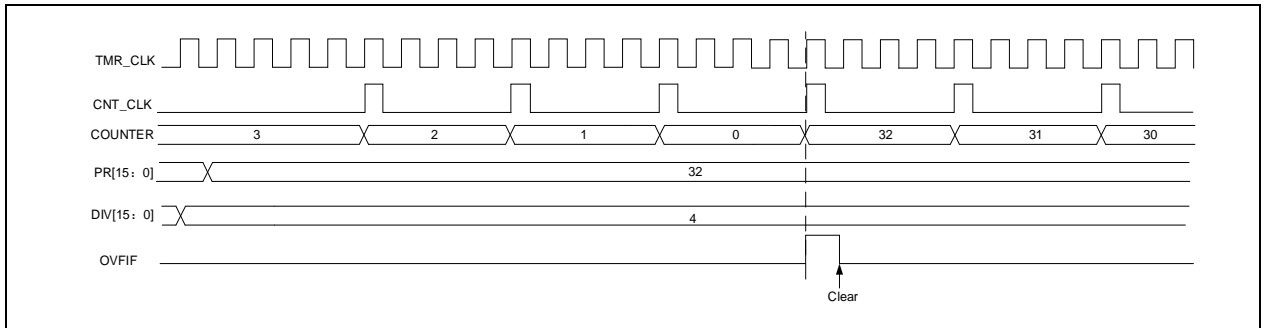 TMR_CLK
CNT_CLK
COUNTER 3 2 1 0 32 31 30
PR[15：0] 32
DIV[15：0] 4
OVFIF
Clear